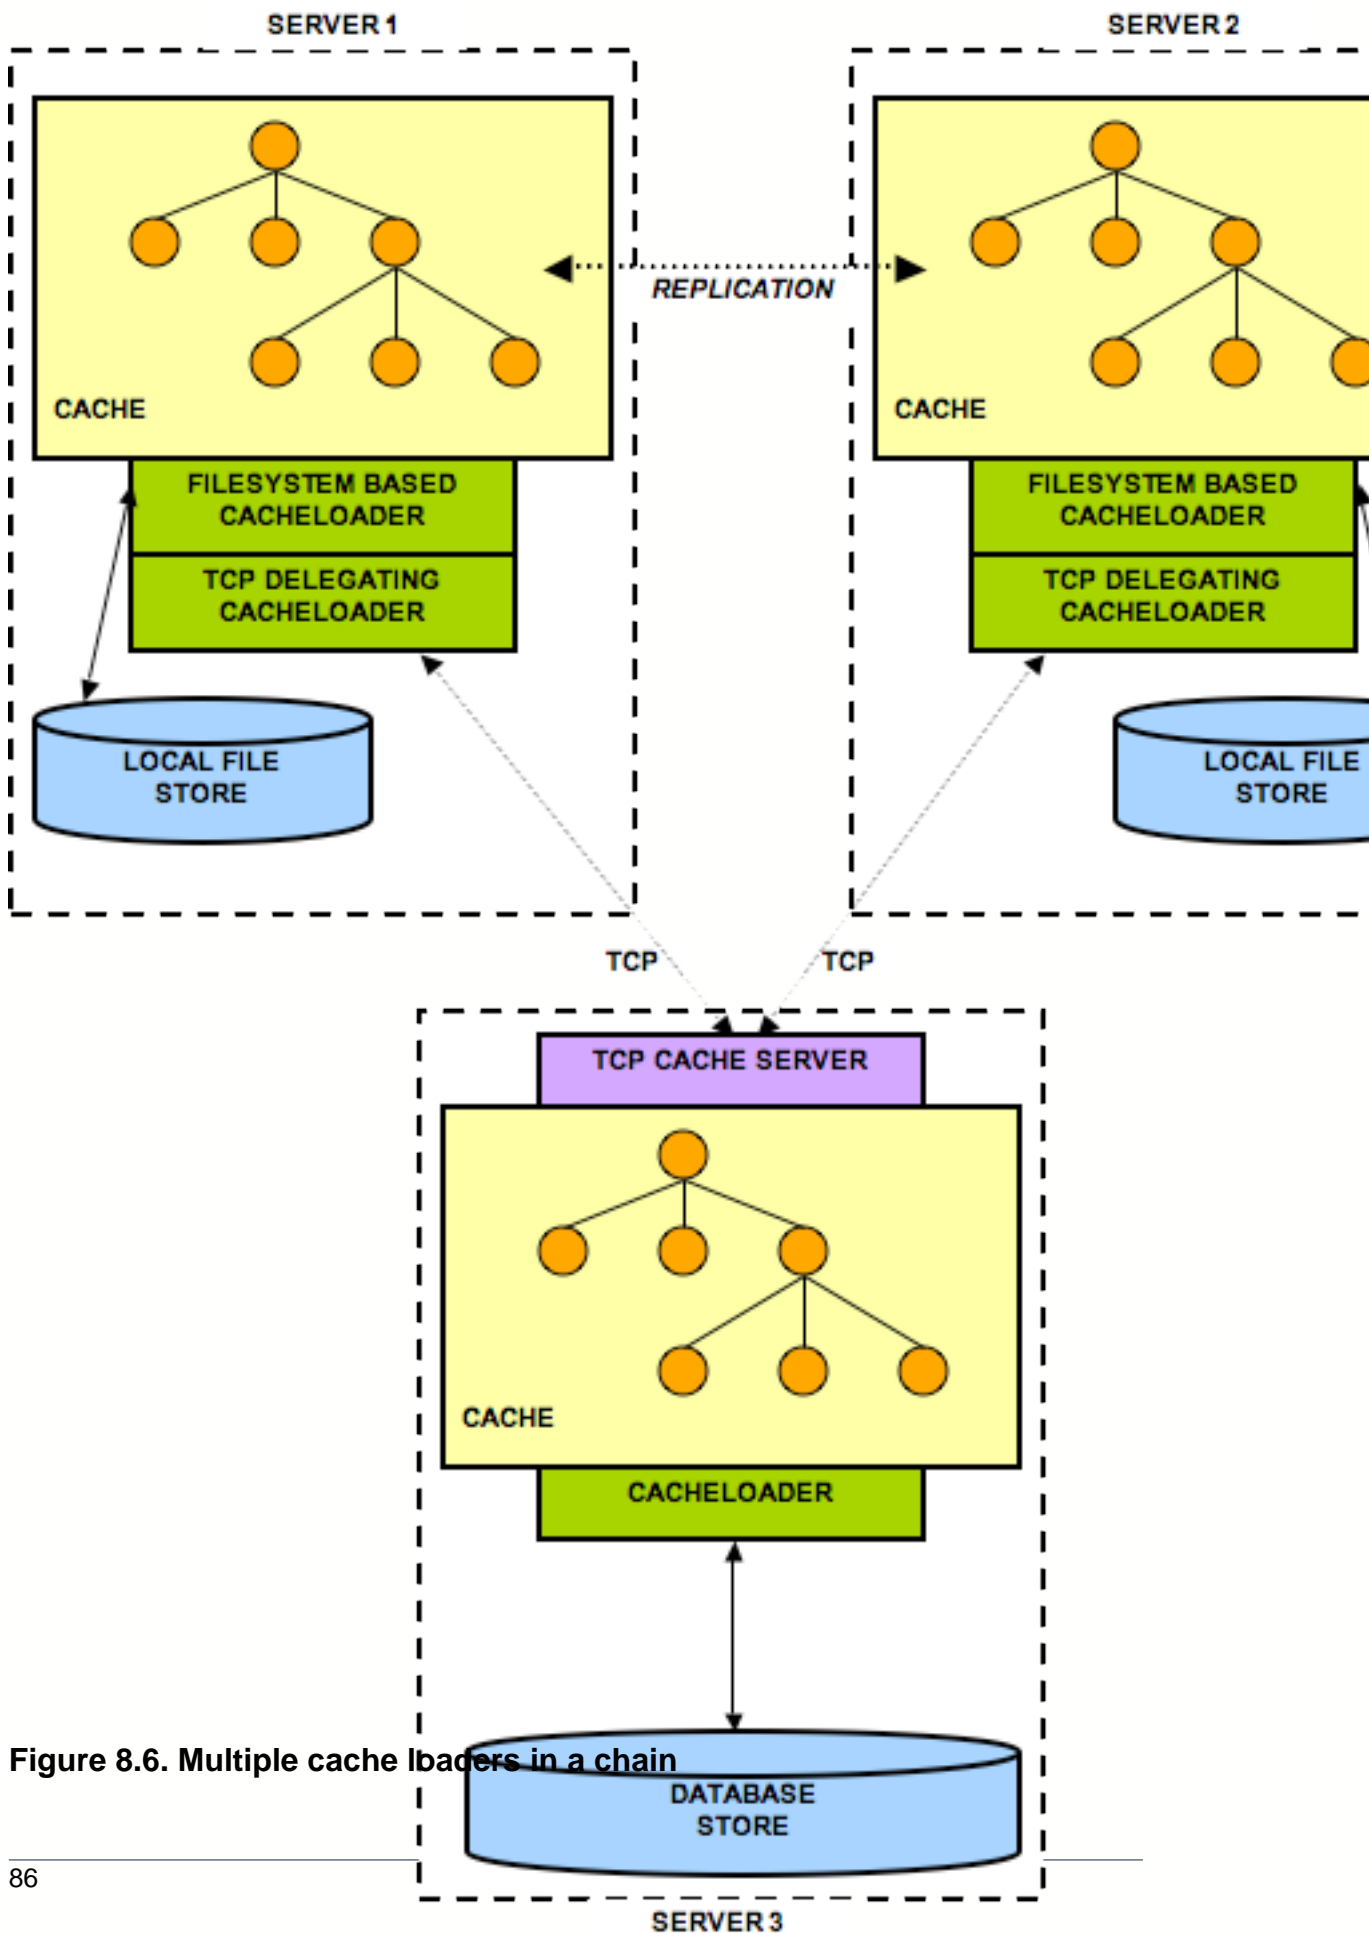 SERVER 1
SERVER 2
REPLICATION
CACHE
CACHE
FILESYSTEM BASED
CACHELOADER
FILESYSTEM BASED
CACHELOADER
TCP DELEGATING
CACHELOADER
TCP DELEGATING
CACHELOADER
LOCAL FILE
STORE
LOCAL FILE
STORE
TCP
TCP
TCP CACHE SERVER
CACHE
CACHELOADER
Figure 8.6. Multiple cache loaders in a chain
DATABASE
STORE
86
SERVER 3